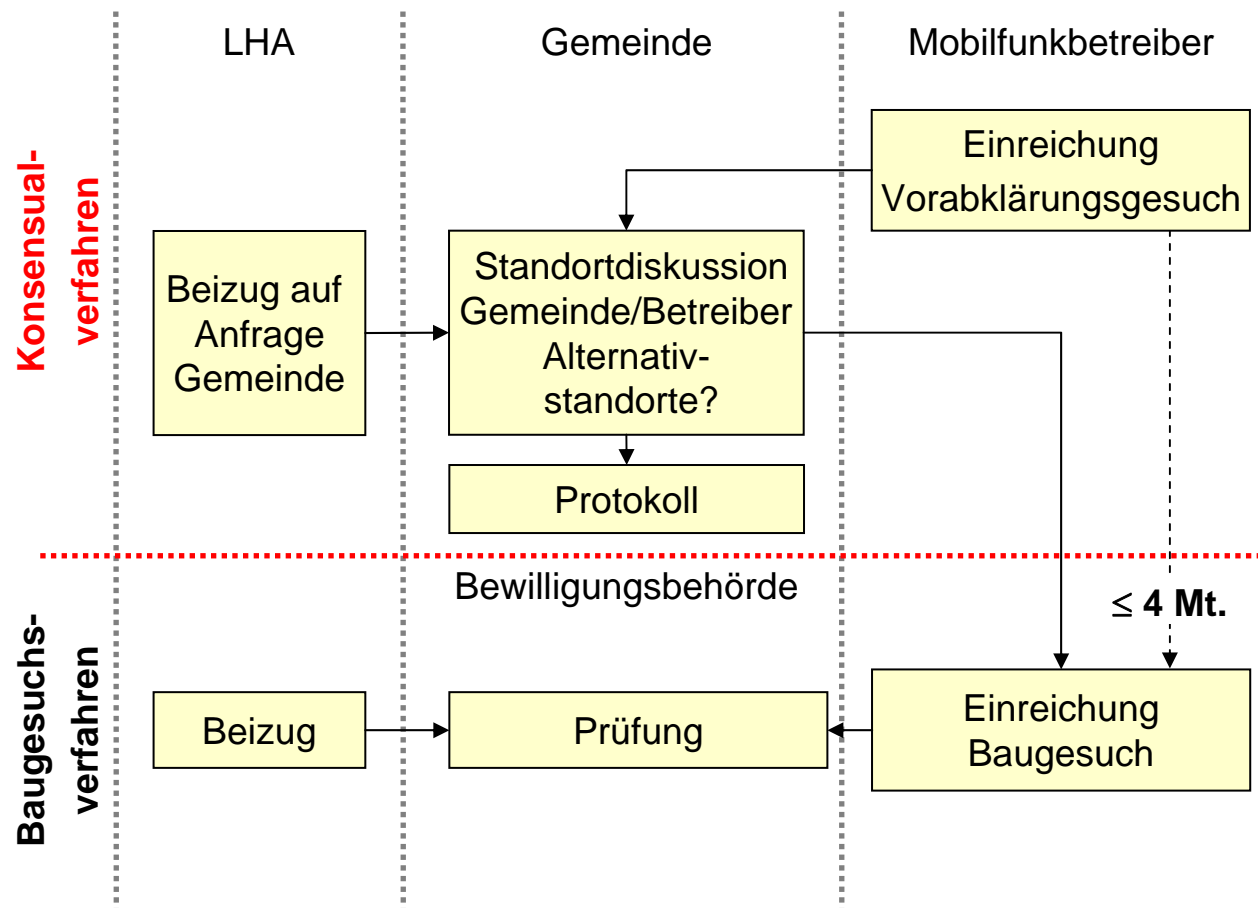 LHA
Gemeinde
Mobilfunkbetreiber
Konsensual-
verfahren
Einreichung
Vorabklärungsgesuch
Beizug auf
Anfrage
Gemeinde
Standortdiskussion
Gemeinde/Betreiber
Alternativ-
standorte?
Protokoll
Bewilligungsbehörde
≤ 4 Mt.
Baugesuchs-
verfahren
Beizug
Prüfung
Einreichung
Baugesuch